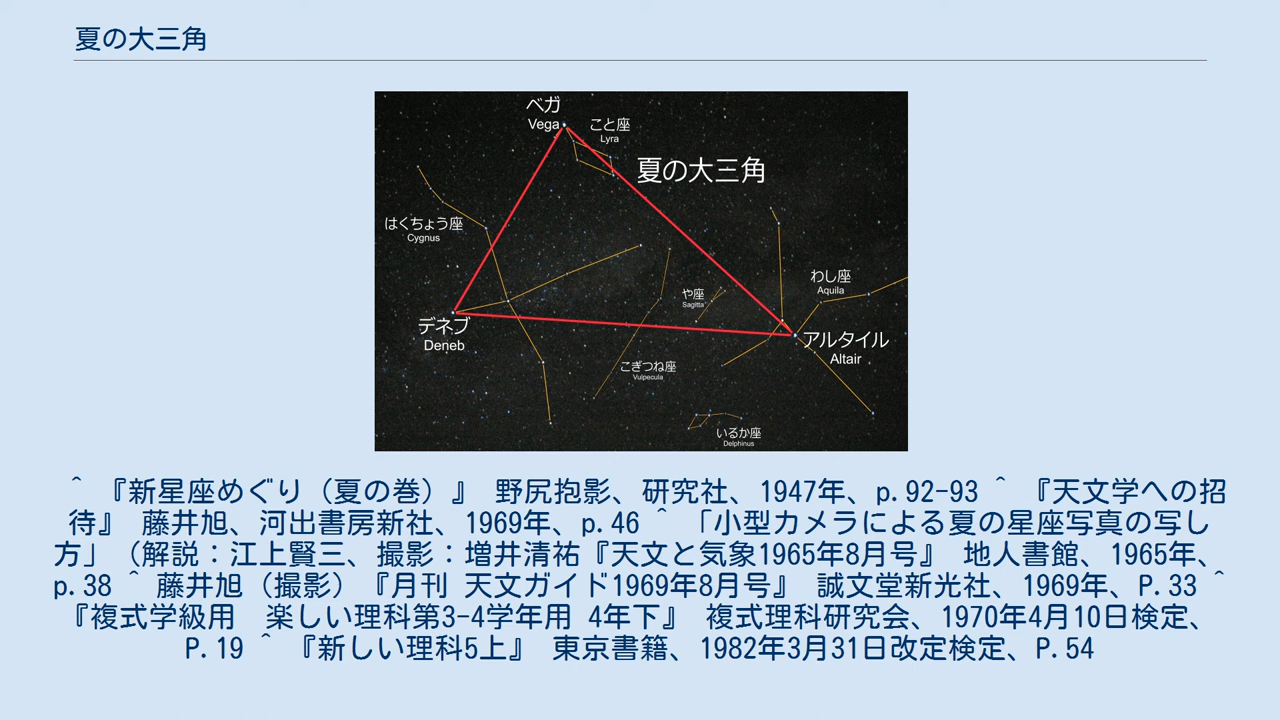 夏の大三角
ベガ
Vega
こと座
Lyra
夏の大三角
はくちょう座
Cygnus
わし座
Aquila
や座
Sagitta
デネブ
Deneb
アルタイル
Altair
こぎつね座
Vulpecula
いるか座
Delphinus
^ 『新星座めぐり（夏の巻）』 野尻抱影、研究社、1947年、p.92-93 ^ 『天文学への招
待』 藤井旭、河出書房新社、1969年、p.46 ^ 「小型カメラによる夏の星座写真の写し
方」（解説：江上賢三、撮影：増井清祐『天文と気象1965年8月号』 地人書館、1965年、
p.38 ^ 藤井旭（撮影）『月刊 天文ガイド1969年8月号』 誠文堂新光社、1969年、P.33 ^
『複式学級用　楽しい理科第3-4学年用 4年下』 複式理科研究会、1970年4月10日検定、
P.19 ^ 『新しい理科5上』 東京書籍、1982年3月31日改定検定、P.54